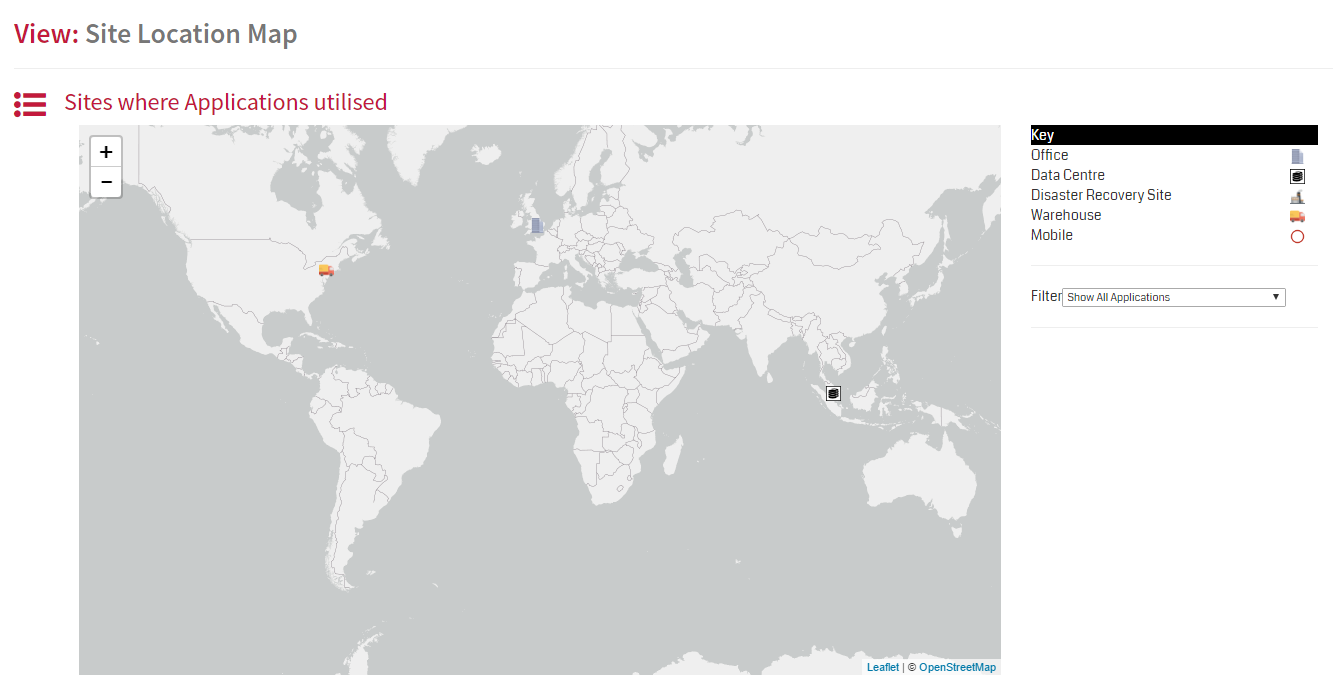 View: Site Location Map
Sites where Applications utilised
+
−
Key
Office
Data Centre
Disaster Recovery Site
Warehouse
Mobile
Filter Show All Applications
Leaflet | © OpenStreetMap